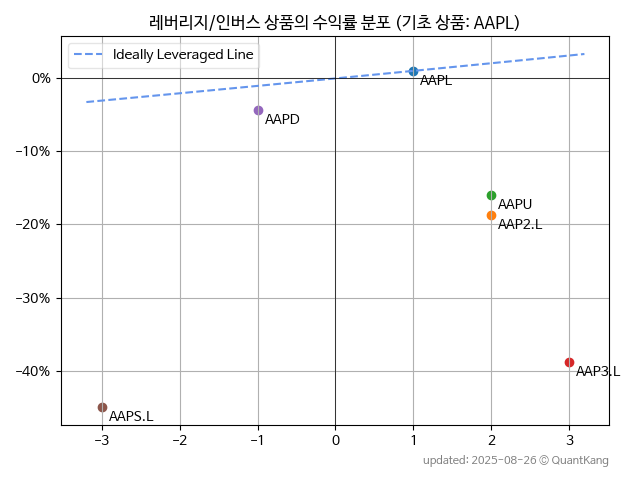 레버리지/인버스 상품의 수익률 분포 (기초 상품: AAPL)
Ideally Leveraged Line
0%
AAPL
AAPD
−10%
AAPU
−20%
AAP2.L
−30%
−40%
AAP3.L
AAPS.L
−3 −2 −1 0 1 2 3
updated: 2025-08-26 © QuantKang